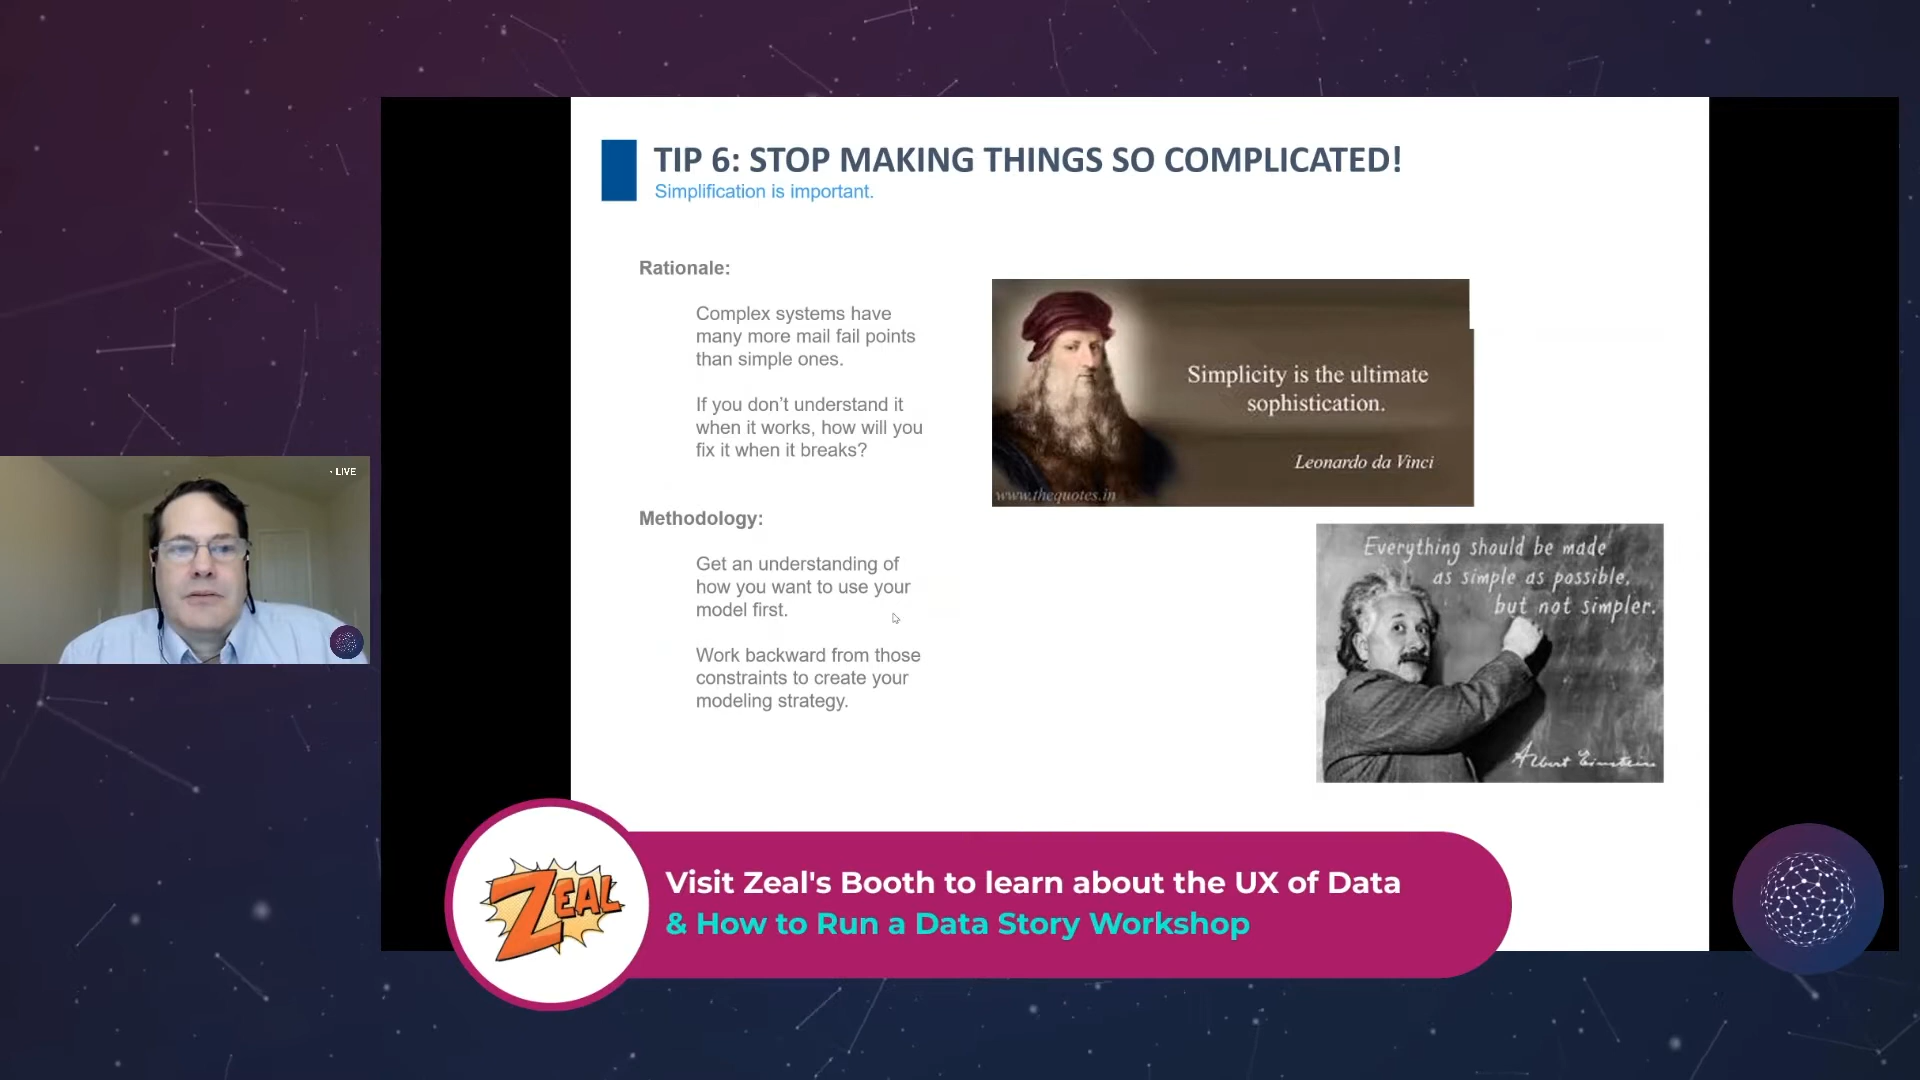 TIP 6: STOP MAKING THINGS SO COMPLICATED!
Simplification is important.
Rationale:
Complex systems have
many more mail fail points
than simple ones.
If you don’t understand it
when it works, how will you
fix it when it breaks?
Methodology:
Get an understanding of
how you want to use your
model first.
Work backward from those
constraints to create your
modeling strategy.
Simplicity is the ultimate
sophistication.
Leonardo da Vinci
www.thequotes.in
Everything should be made
as simple as possible,
but not simpler.
Albert Einstein
LIVE
ZEAL
Visit Zeal's Booth to learn about the UX of Data
& How to Run a Data Story Workshop